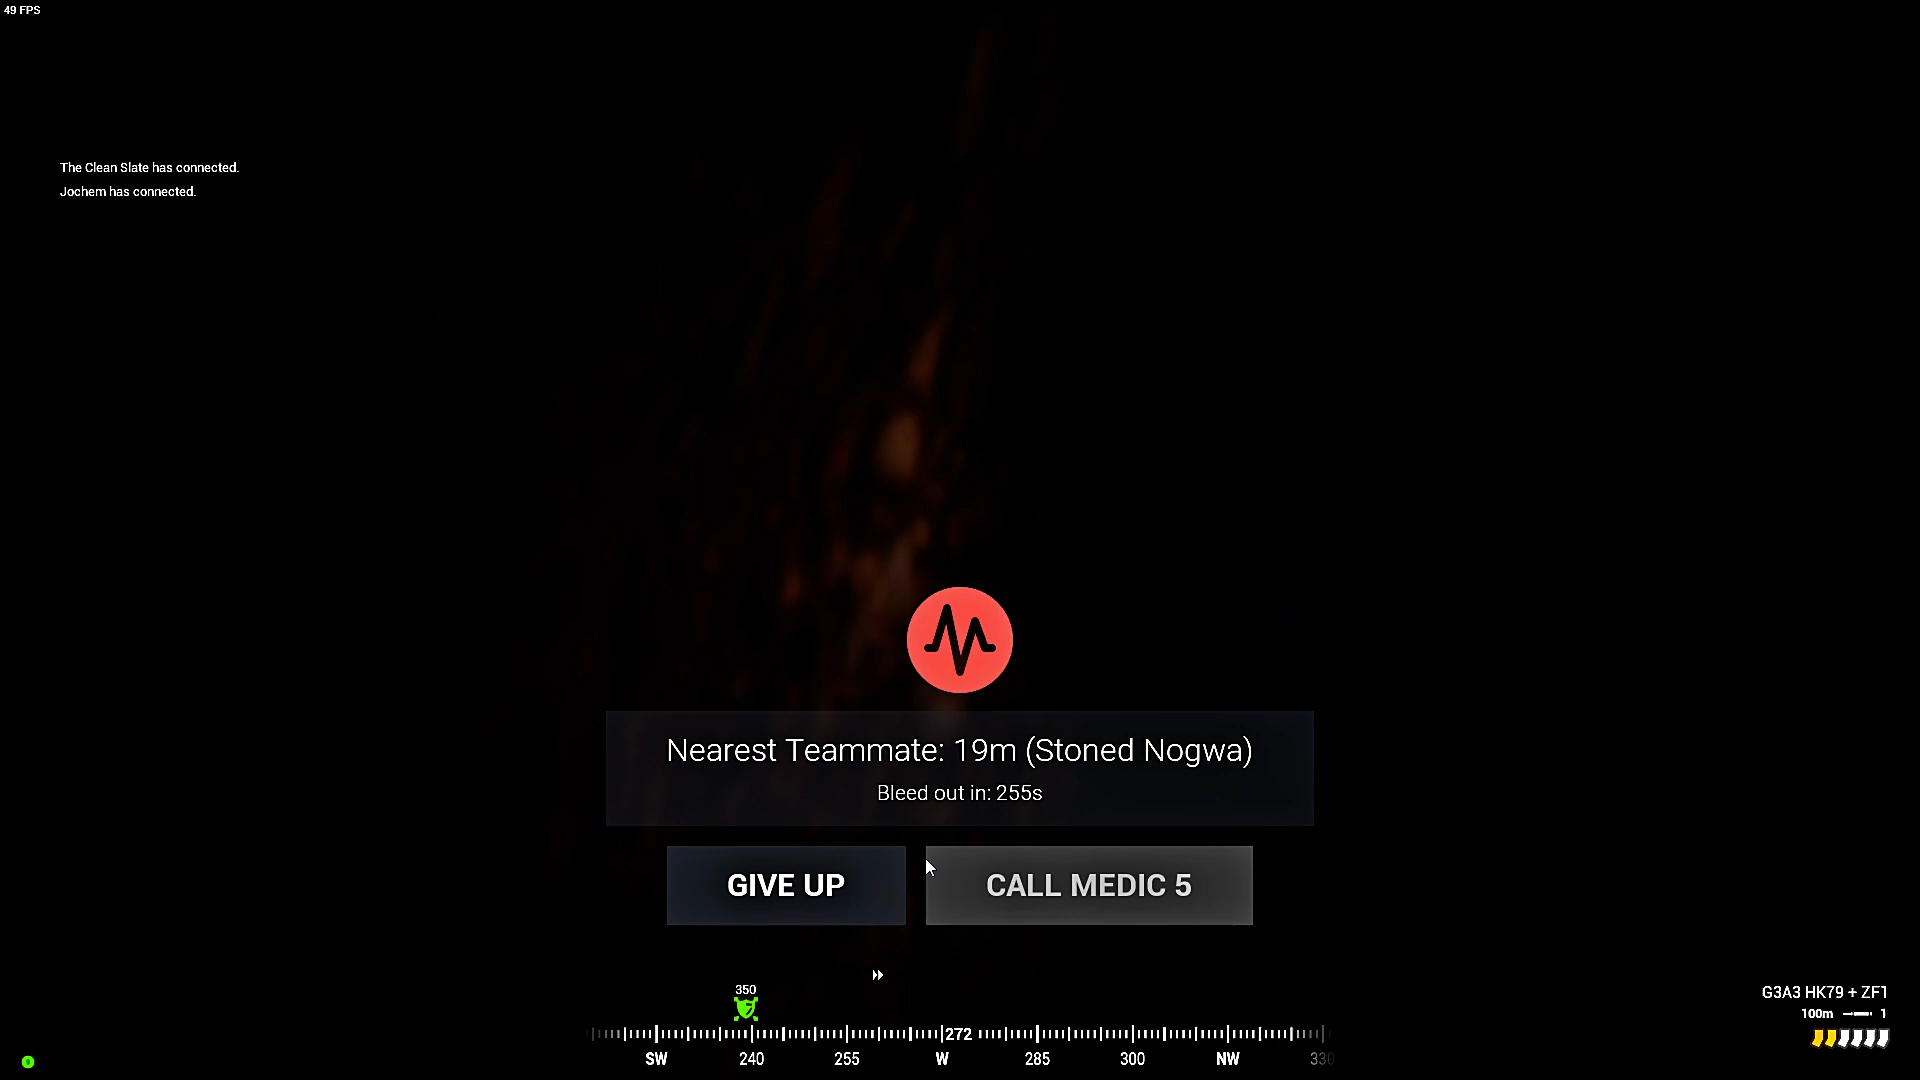 49 FPS
The Clean Slate has connected.
Jochem has connected.
Nearest Teammate: 19m (Stoned Nogwa)
Bleed out in: 255s
GIVE UP
CALL MEDIC 5
350
272
SW 240 255 W 285 300 NW 330
G3A3 HK79 + ZF1
100m 1